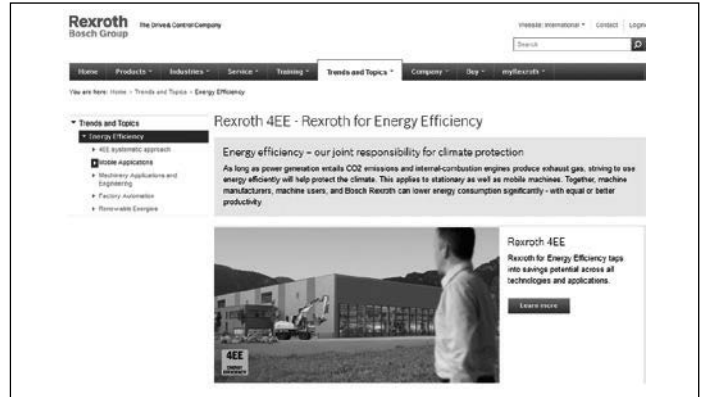 Rexroth
Bosch Group
The Drive & Control Company
Website: International
Contact
Login
Search
Home Products Industries Service Training Trends and Topics Company Buy myRexroth
You are here: Home > Trends and Topics > Energy Efficiency
Trends and Topics
Energy Efficiency
4EE systematic approach
Mobile Applications
Machinery Applications and
Engineering
Factory Automation
Renewable Energies
Rexroth 4EE - Rexroth for Energy Efficiency
Energy efficiency – our joint responsibility for climate protection
As long as power generation entails CO2 emissions and internal-combustion engines produce exhaust gas, striving to use
energy efficiently will help protect the climate. This applies to stationary as well as mobile machines. Together, machine
manufacturers, machine users, and Bosch Rexroth can lower energy consumption significantly - with equal or better
productivity.
Rexroth 4EE
Rexroth for Energy Efficiency taps
into savings potential across all
technologies and applications.
Learn more
4EE
ENERGY
EFFICIENCY